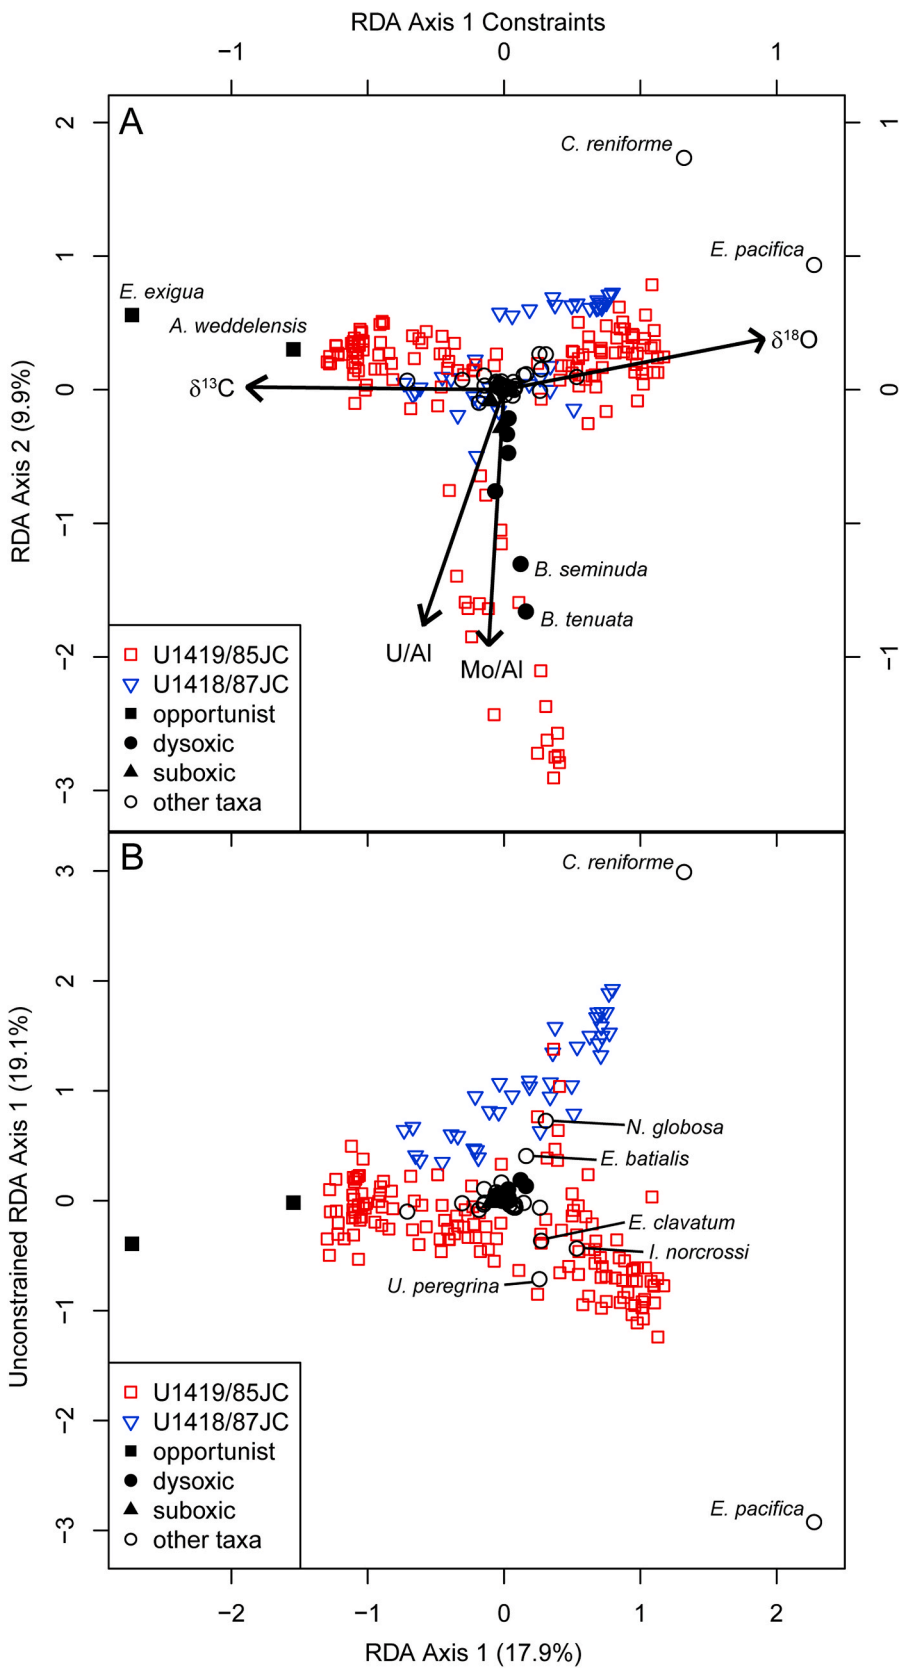 RDA Axis 1 Constraints
−1 0 1
A
C. reniforme
E. pacifica
E. exigua
A. weddelensis
δ13C
δ18O
B. seminuda
B. tenuata
U/Al
Mo/Al
2
1
0
−1
−2
−3
1
0
−1
RDA Axis 2 (9.9%)
U1419/85JC
U1418/87JC
opportunist
dysoxic
suboxic
other taxa
B
C. reniforme
N. globosa
E. batialis
E. clavatum
I. norcrossi
U. peregrina
E. pacifica
3
2
1
0
−1
−2
−3
Unconstrained RDA Axis 1 (19.1%)
U1419/85JC
U1418/87JC
opportunist
dysoxic
suboxic
other taxa
−2 −1 0 1 2
RDA Axis 1 (17.9%)